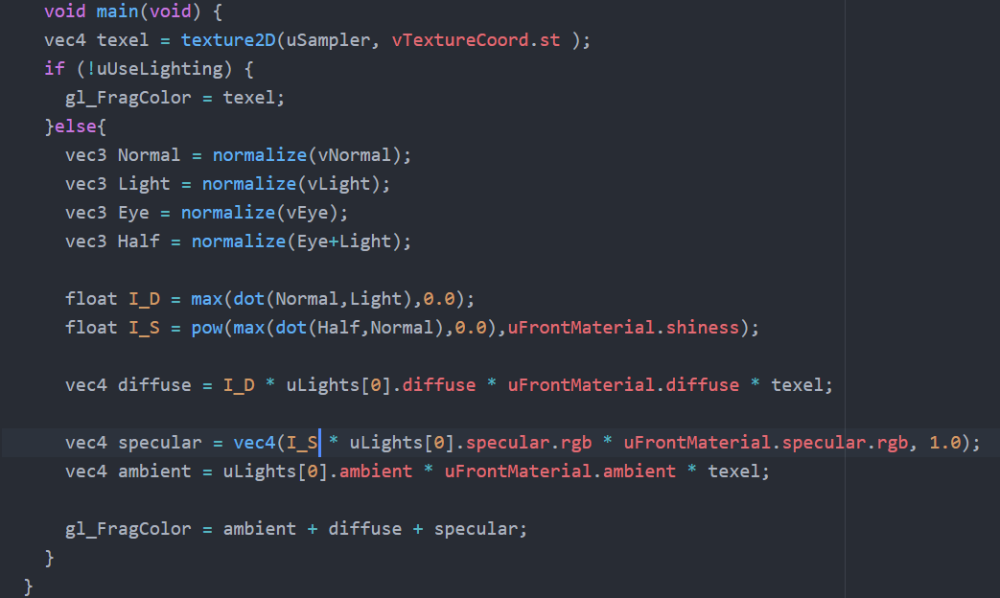 void main(void) {
vec4 texel = texture2D(uSampler, vTextureCoord.st );
if (!uUseLighting) {
gl_FragColor = texel;
}else{
vec3 Normal = normalize(vNormal);
vec3 Light = normalize(vLight);
vec3 Eye = normalize(vEye);
vec3 Half = normalize(Eye+Light);
float I_D = max(dot(Normal,Light),0.0);
float I_S = pow(max(dot(Half,Normal),0.0),uFrontMaterial.shiness);
vec4 diffuse = I_D * uLights[0].diffuse * uFrontMaterial.diffuse * texel;
vec4 specular = vec4(I_S * uLights[0].specular.rgb * uFrontMaterial.specular.rgb, 1.0);
vec4 ambient = uLights[0].ambient * uFrontMaterial.ambient * texel;
gl_FragColor = ambient + diffuse + specular;
}
}